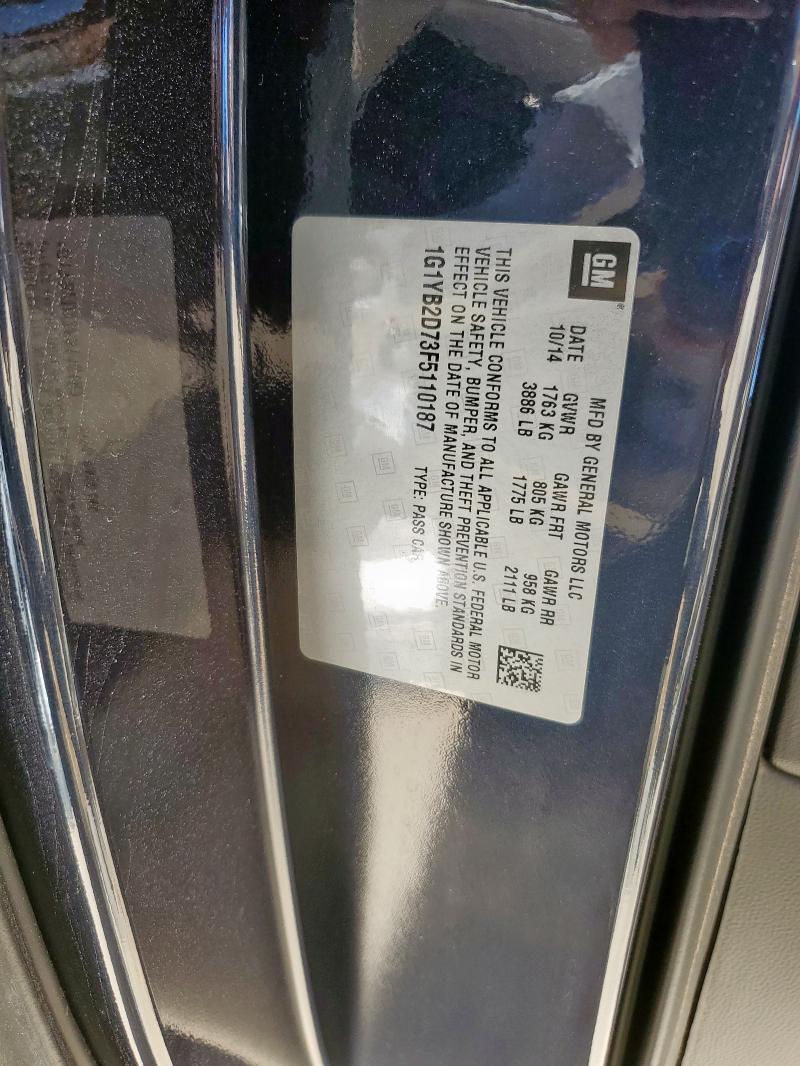 GM®
MFD BY GENERAL MOTORS LLC
DATE GVWR GAWR FRT GAWR RR
10/14 1763 KG 805 KG 958 KG
3886 LB 1775 LB 2111 LB
THIS VEHICLE CONFORMS TO ALL APPLICABLE U.S. FEDERAL MOTOR
VEHICLE SAFETY, BUMPER, AND THEFT PREVENTION STANDARDS IN
EFFECT ON THE DATE OF MANUFACTURE SHOWN ABOVE.
1G1YB2D73F5110187 TYPE: PASS CAR